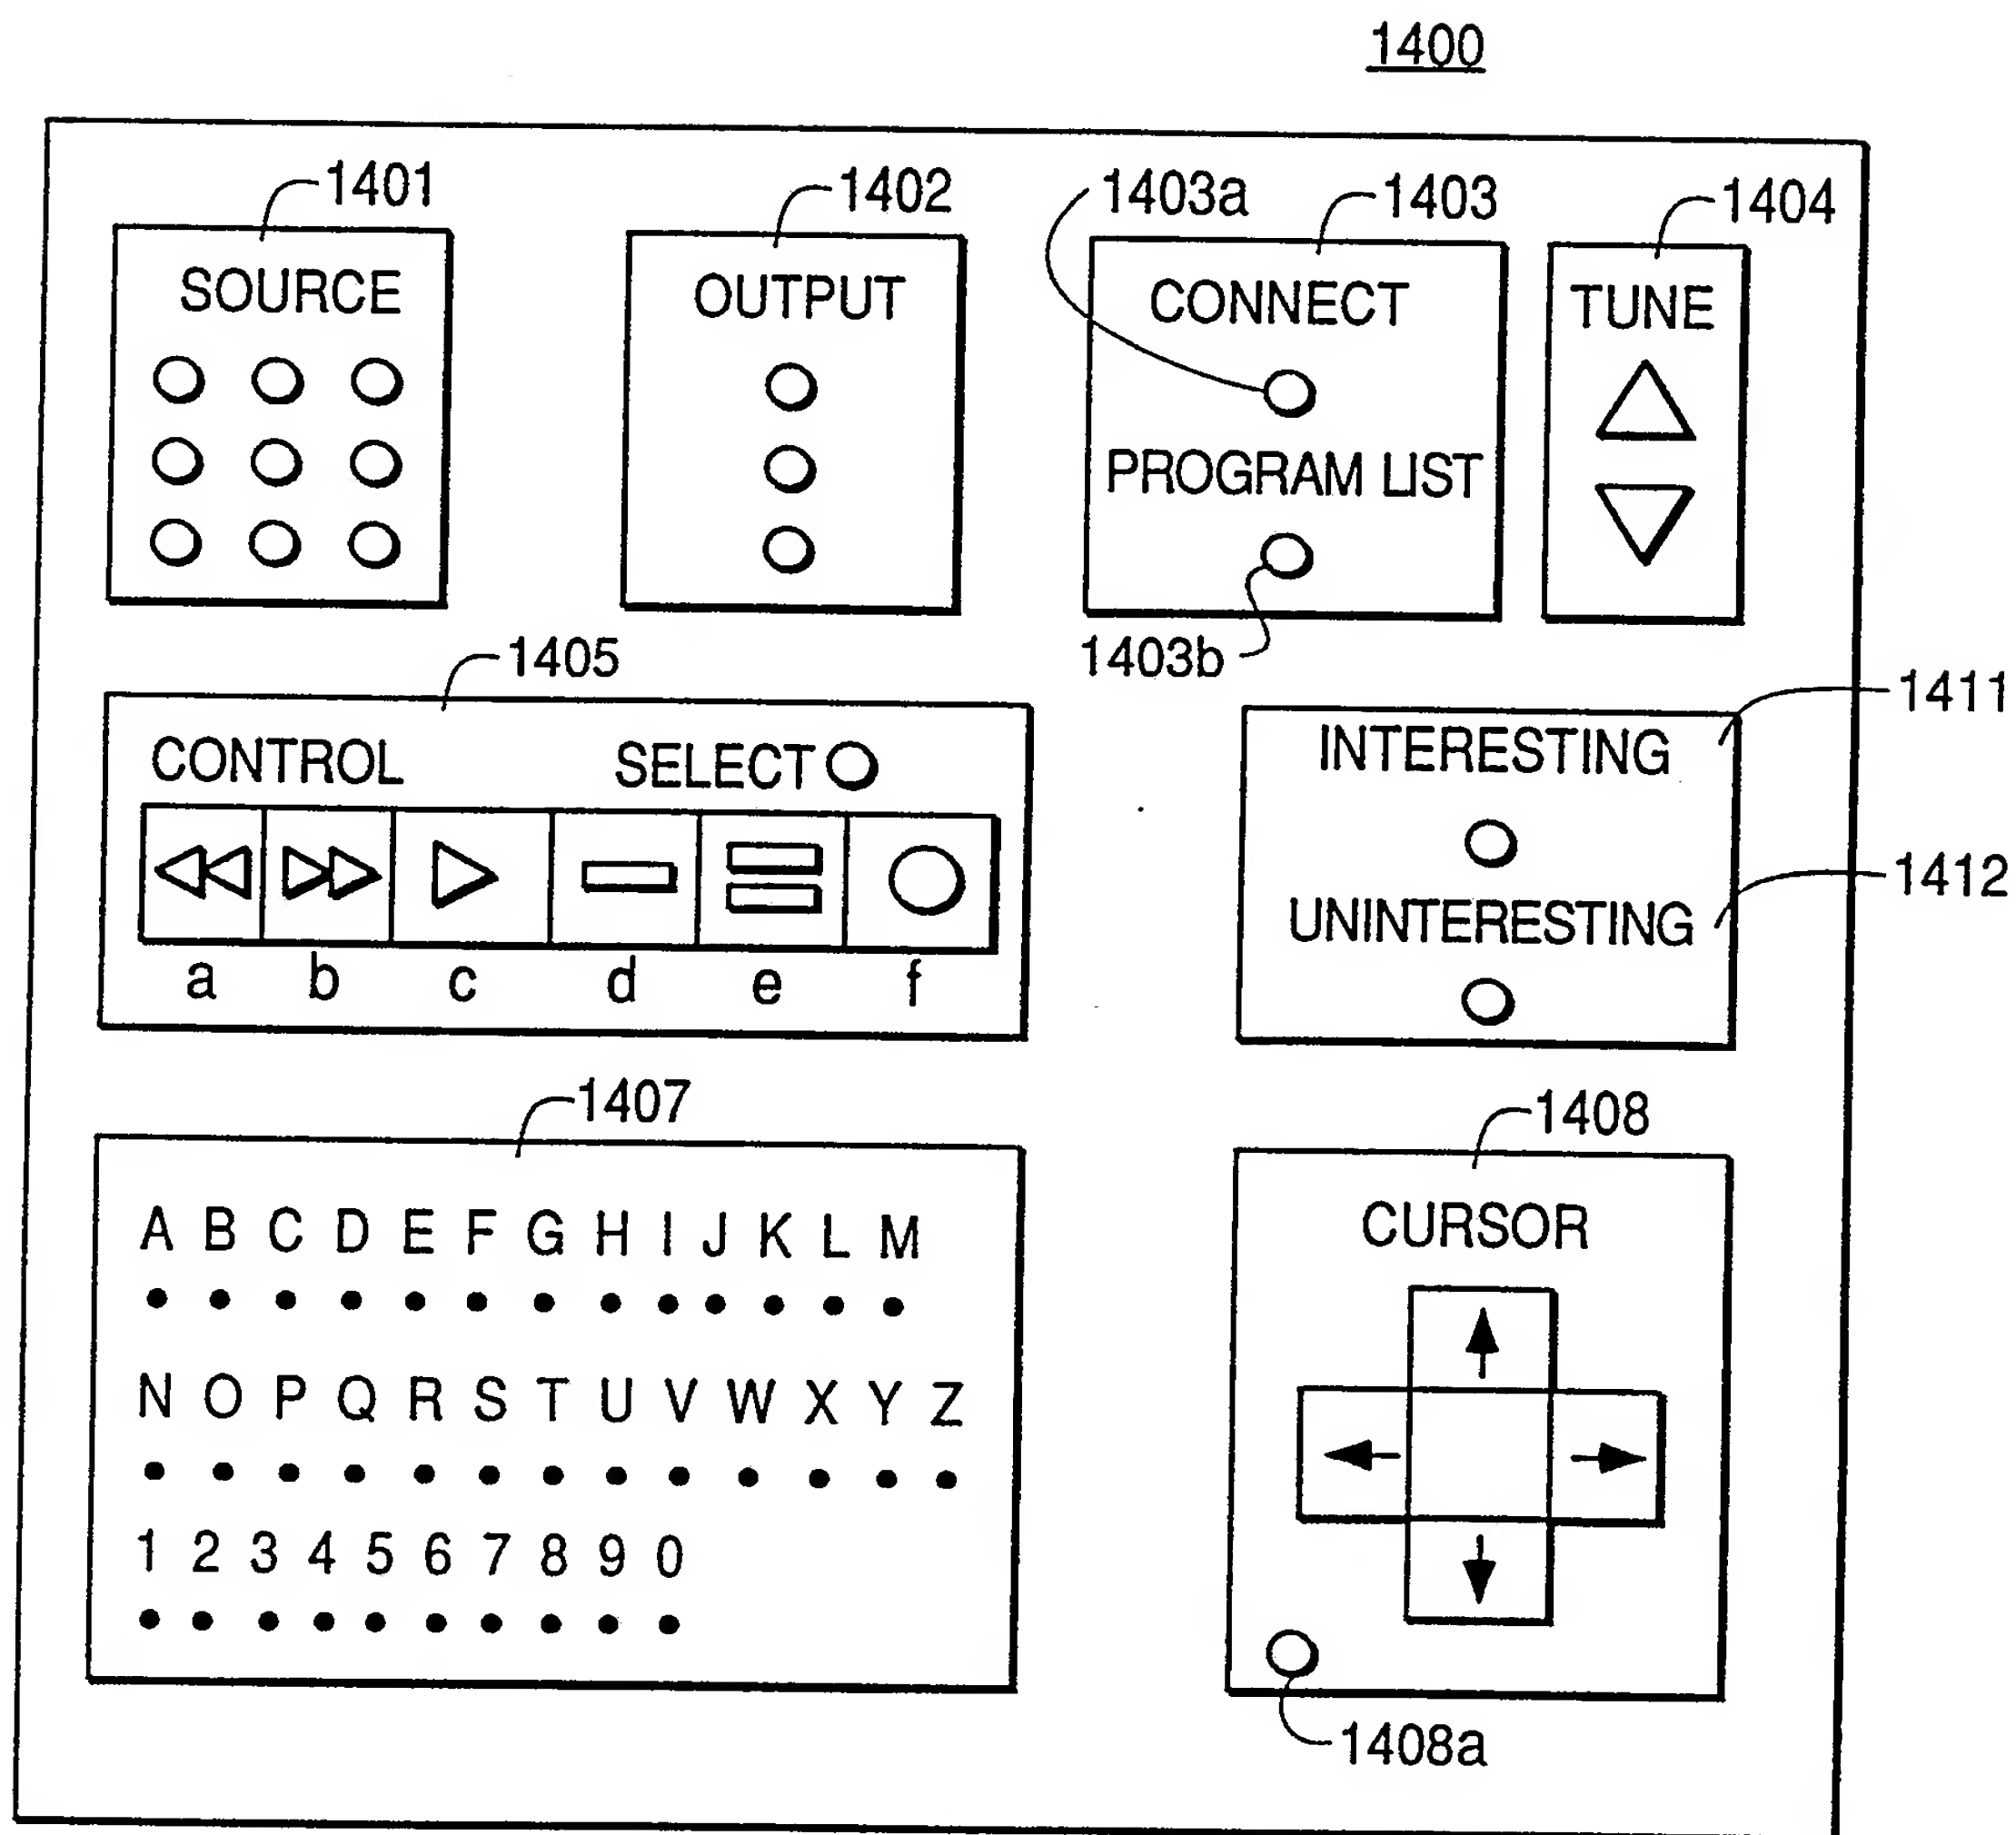 1400
1401
1402
1403a
1403
1404
SOURCE
OUTPUT
CONNECT
PROGRAM LIST
TUNE
1403b
1405
CONTROL SELECT
a b c d e f
1411
INTERESTING
1412
UNINTERESTING
1407
A B C D E F G H I J K L M
N O P Q R S T U V W X Y Z
1 2 3 4 5 6 7 8 9 0
1408
CURSOR
1408a